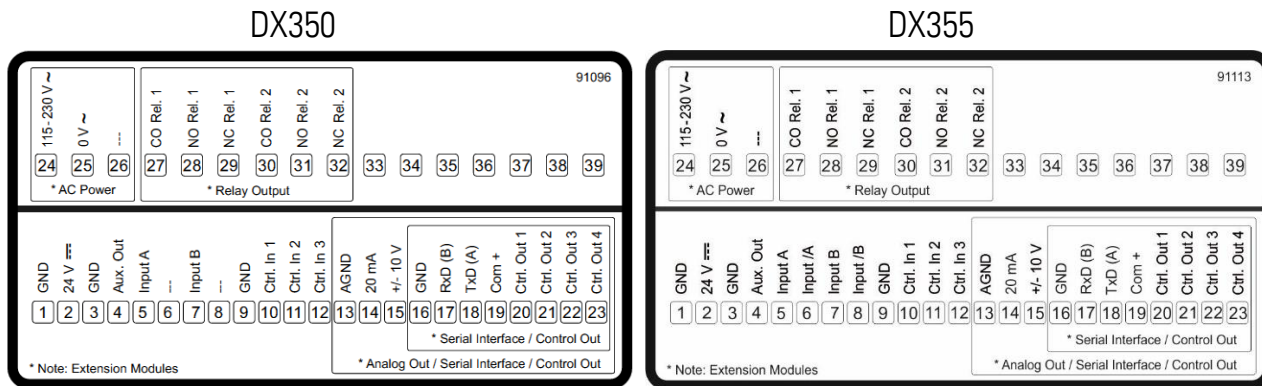 DX350
91096
115-230 V ~
0 V ~
---
CO Rel. 1
NO Rel. 1
NC Rel. 1
CO Rel. 2
NO Rel. 2
NC Rel. 2
24 25 26 27 28 29 30 31 32 33 34 35 36 37 38 39
* AC Power
* Relay Output
GND
24 V
GND
Aux. Out
Input A
---
Input B
---
GND
Ctrl. In 1
Ctrl. In 2
Ctrl. In 3
AGND
20 mA
+/- 10 V
GND
RxD (B)
TxD (A)
Com +
Ctrl. Out 1
Ctrl. Out 2
Ctrl. Out 3
Ctrl. Out 4
1 2 3 4 5 6 7 8 9 10 11 12 13 14 15 16 17 18 19 20 21 22 23
* Serial Interface / Control Out
* Analog Out / Serial Interface / Control Out
* Note: Extension Modules
DX355
91113
115-230 V ~
0 V ~
---
CO Rel. 1
NO Rel. 1
NC Rel. 1
CO Rel. 2
NO Rel. 2
NC Rel. 2
24 25 26 27 28 29 30 31 32 33 34 35 36 37 38 39
* AC Power
* Relay Output
GND
24 V
GND
Aux. Out
Input A
Input /A
Input B
Input /B
GND
Ctrl. In 1
Ctrl. In 2
Ctrl. In 3
AGND
20 mA
+/- 10 V
GND
RxD (B)
TxD (A)
Com +
Ctrl. Out 1
Ctrl. Out 2
Ctrl. Out 3
Ctrl. Out 4
1 2 3 4 5 6 7 8 9 10 11 12 13 14 15 16 17 18 19 20 21 22 23
* Serial Interface / Control Out
* Analog Out / Serial Interface / Control Out
* Note: Extension Modules